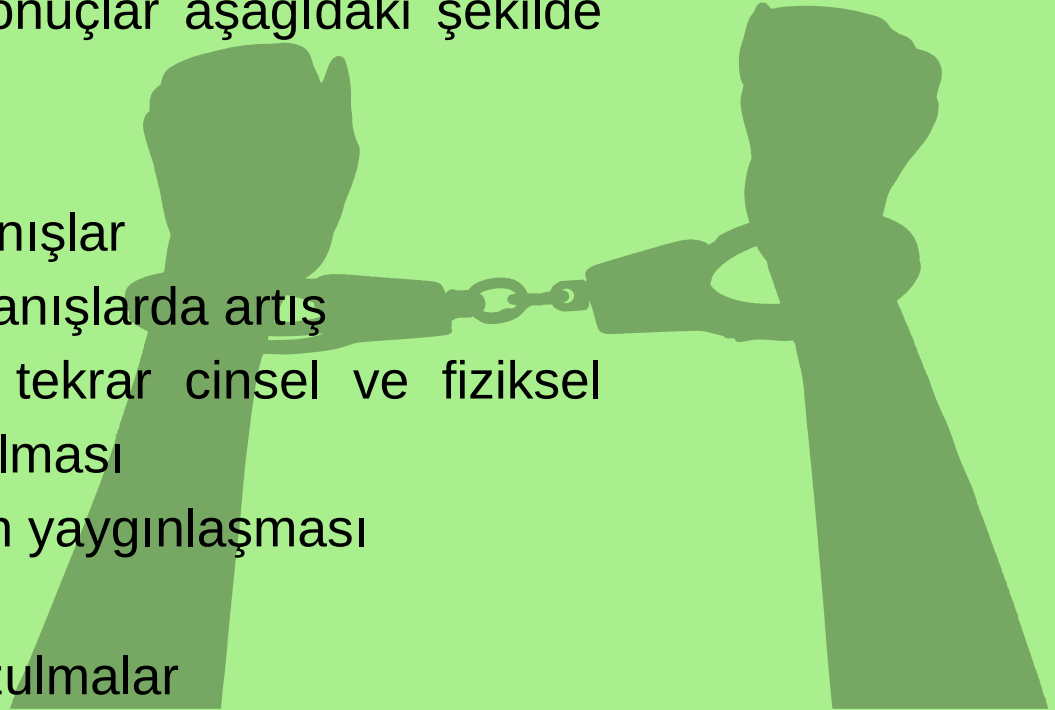 onuçlar aşağıdaki şekilde
nışlar
anışlarda artış
tekrar cinsel ve fiziksel
lması
yaygınlaşması
zulmalar